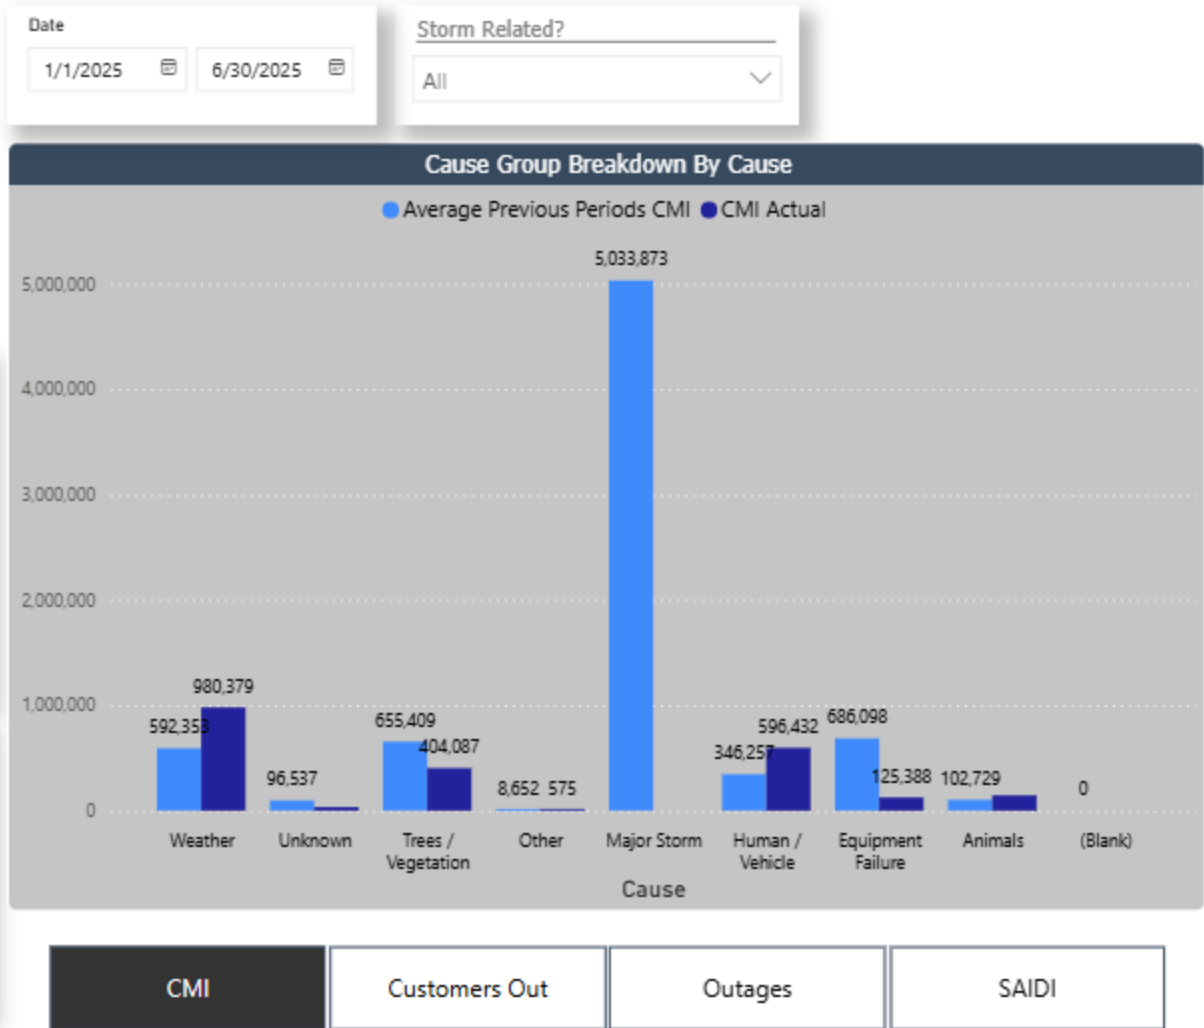 Date
1/1/2025
6/30/2025
Storm Related?
All
Cause Group Breakdown By Cause
Average Previous Periods CMI
CMI Actual
5,000,000
4,000,000
3,000,000
2,000,000
1,000,000
0
592,353
980,379
96,537
655,409
404,087
8,652
575
5,033,873
346,257
596,432
686,098
125,388
102,729
0
Weather
Unknown
Trees /
Vegetation
Other
Major Storm
Human /
Vehicle
Equipment
Failure
Animals
(Blank)
Cause
CMI
Customers Out
Outages
SAIDI